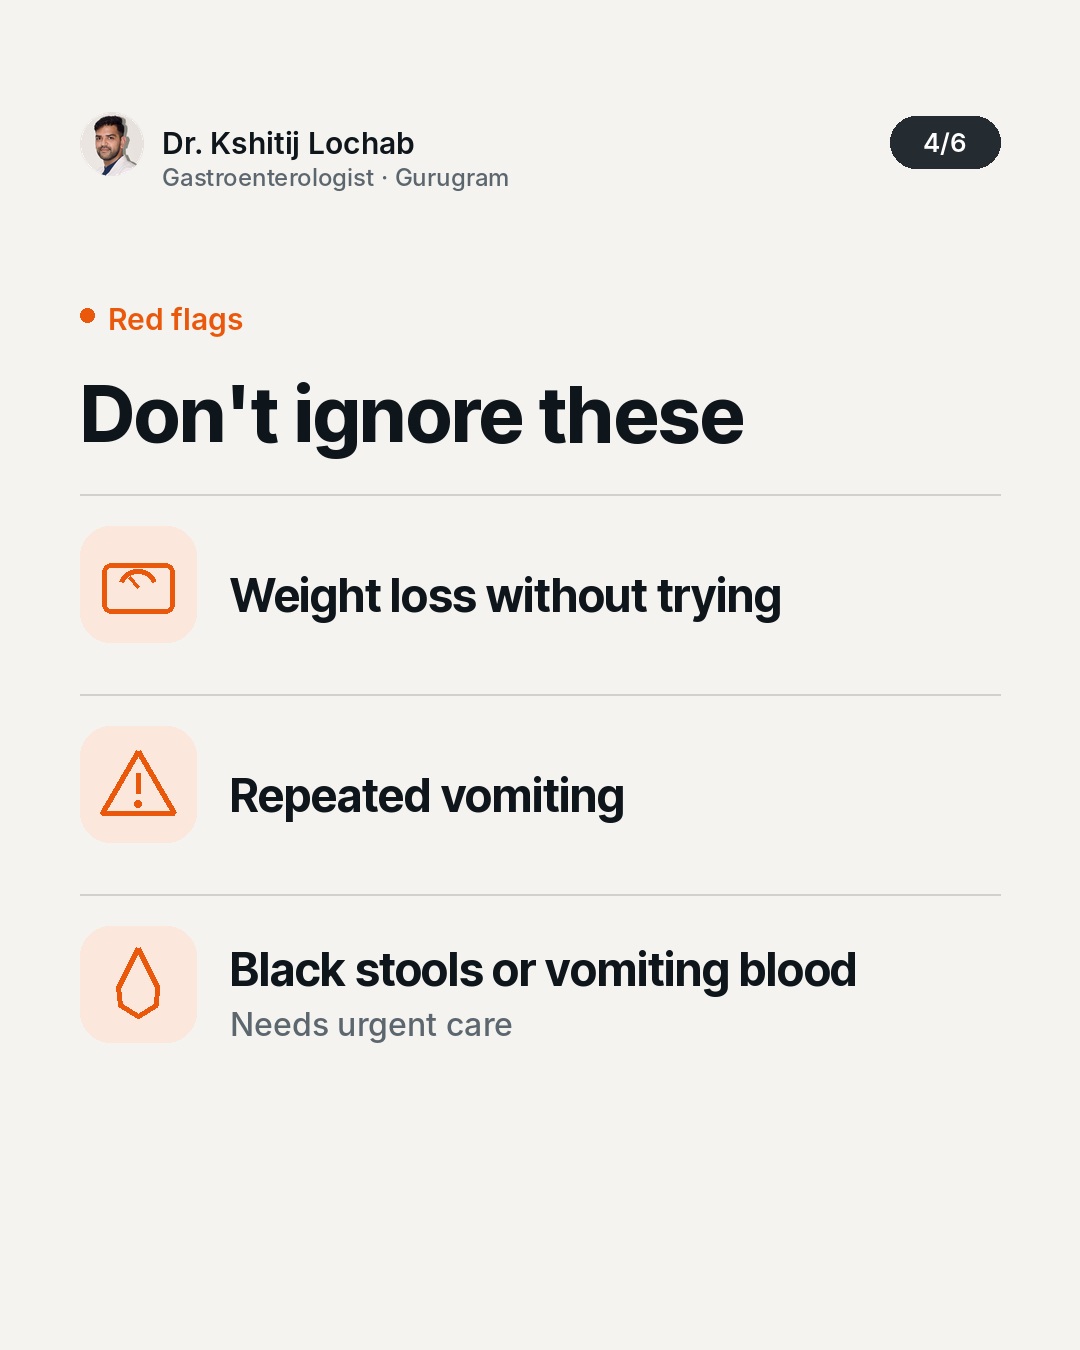 Dr. Kshitij Lochab
Gastroenterologist · Gurugram
4/6
Red flags
Don't ignore these
Weight loss without trying
Repeated vomiting
Black stools or vomiting blood
Needs urgent care